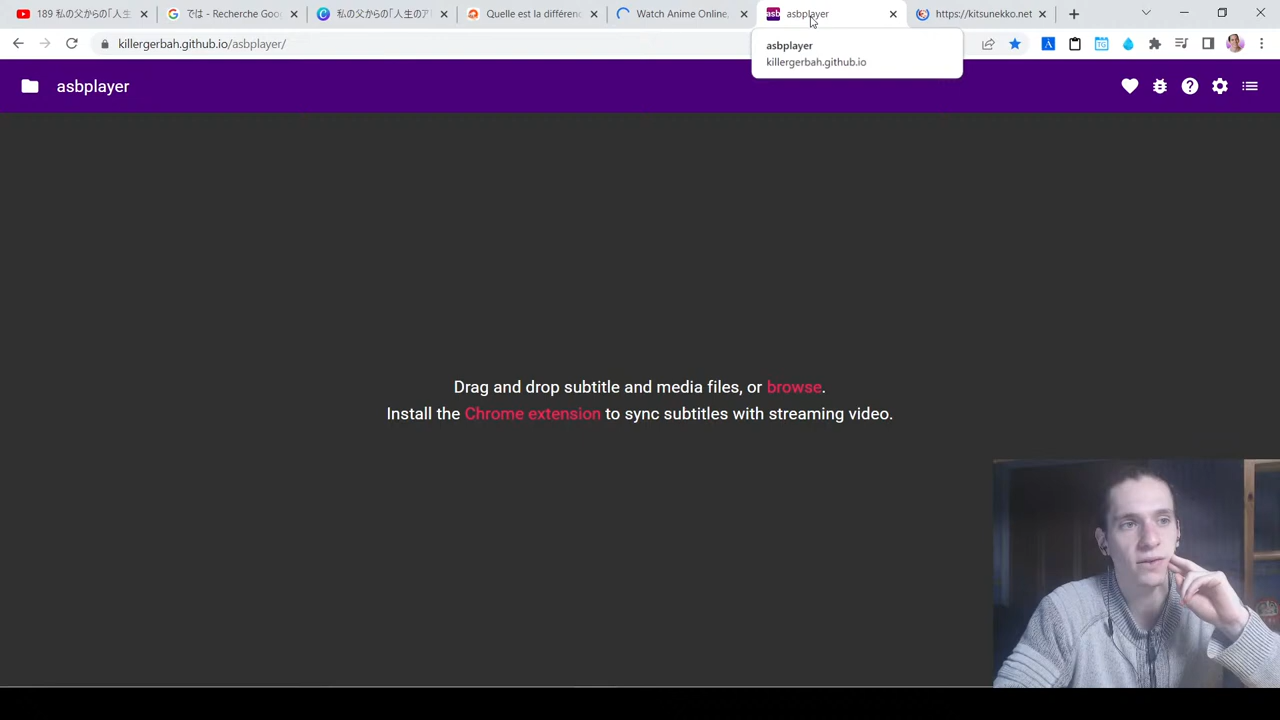 189 私の父からの「人生
では - Recherche Goo
私の父からの「人生のア
Quelle est la différenc
Watch Anime Online,
asb asbplayer
https://kitsunekko.net
killergerbah.github.io/asbplayer/
asbplayer
killergerbah.github.io
asbplayer
Drag and drop subtitle and media files, or browse.
Install the Chrome extension to sync subtitles with streaming video.